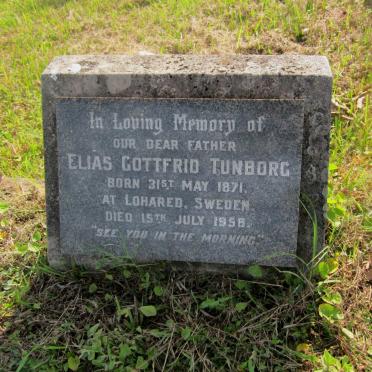 In Loving Memory of
OUR DEAR FATHER
ELIAS GOTTFRID TUNBORG
BORN 31ST MAY 1871,
AT LOHARED, SWEDEN
DIED 15TH JULY 1958.
"SEE YOU IN THE MORNING."